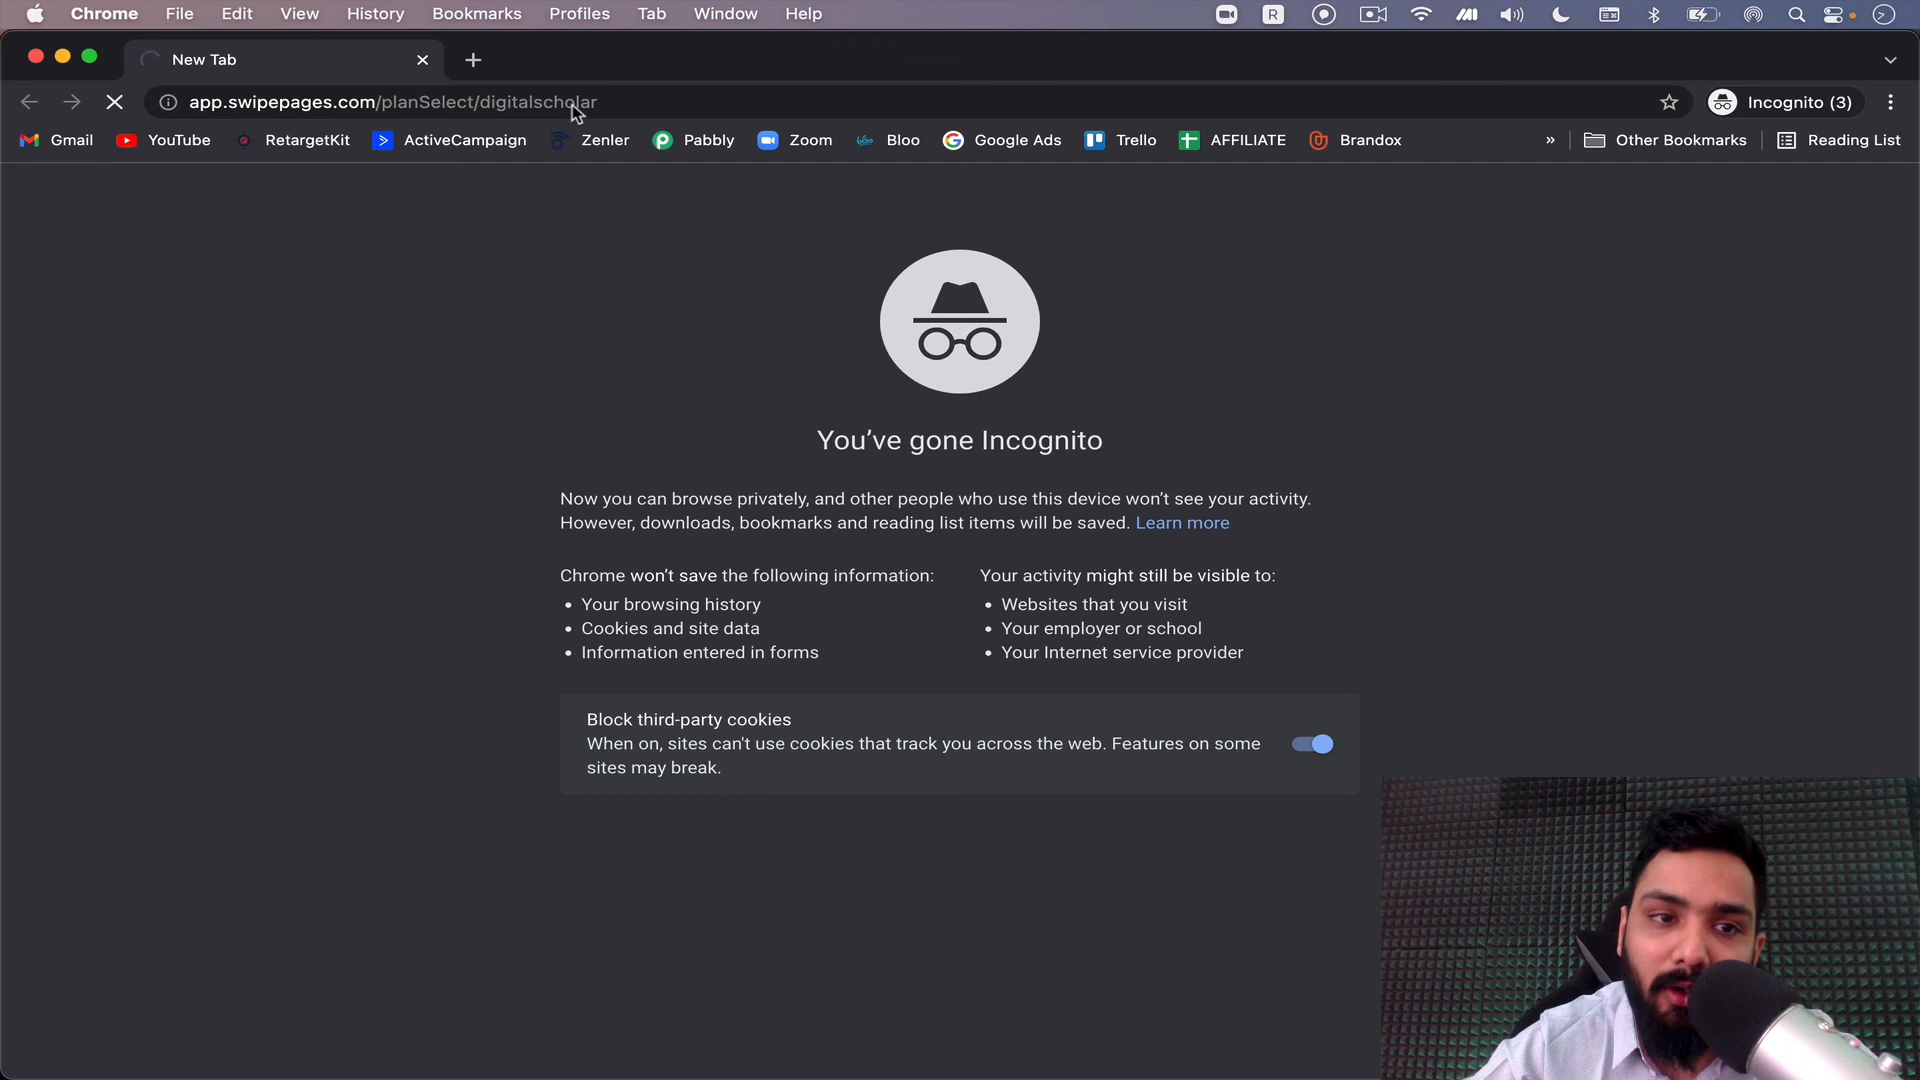 Chrome File Edit View History Bookmarks Profiles Tab Window Help
New Tab
app.swipepages.com/planSelect/digitalscholar
Incognito (3)
Gmail YouTube RetargetKit ActiveCampaign Zenler Pabbly Zoom Bloo Google Ads Trello AFFILIATE Brandox » Other Bookmarks Reading List
You’ve gone Incognito
Now you can browse privately, and other people who use this device won’t see your activity.
However, downloads, bookmarks and reading list items will be saved. Learn more
Chrome won’t save the following information:
• Your browsing history
• Cookies and site data
• Information entered in forms
Your activity might still be visible to:
• Websites that you visit
• Your employer or school
• Your Internet service provider
Block third-party cookies
When on, sites can't use cookies that track you across the web. Features on some
sites may break.